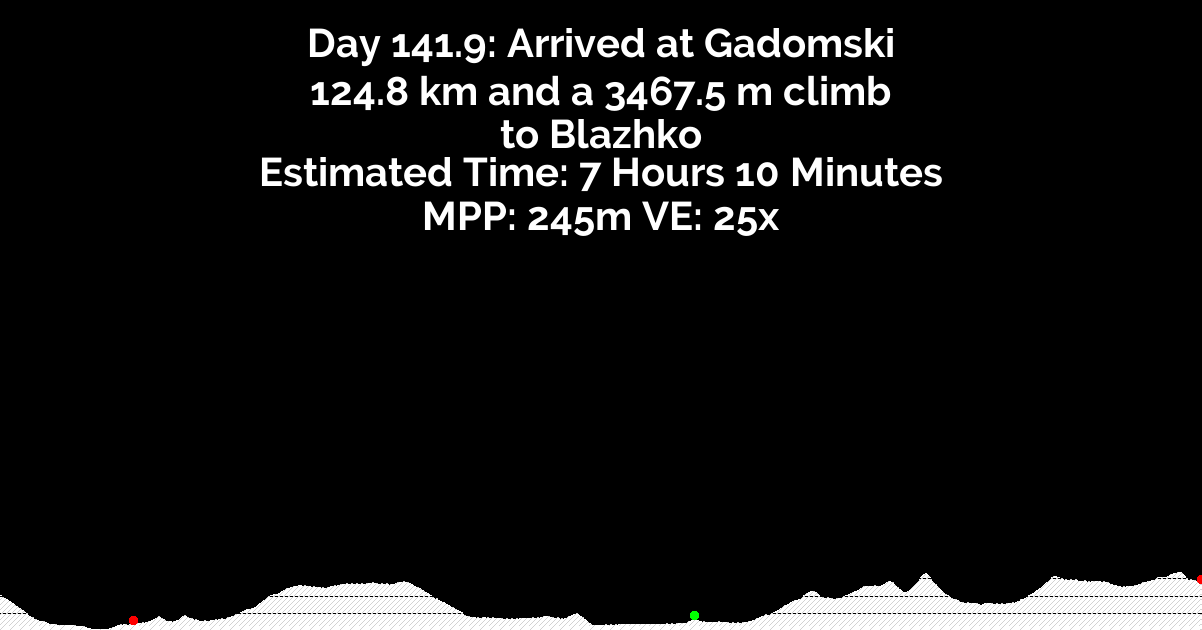 Day 141.9: Arrived at Gadomski
124.8 km and a 3467.5 m climb
to Blazhko
Estimated Time: 7 Hours 10 Minutes
MPP: 245m VE: 25x